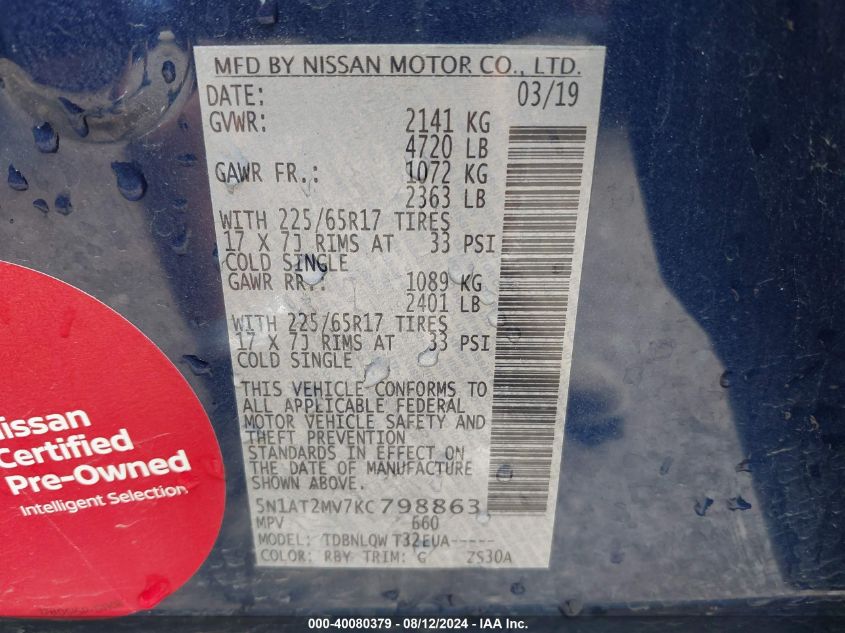 MFD BY NISSAN MOTOR CO., LTD.
DATE: 03/19
GVWR: 2141 KG
4720 LB
GAWR FR.: 1072 KG
2363 LB
WITH 225/65R17 TIRES
17 X 7J RIMS AT 33 PSI
COLD SINGLE
GAWR RR.: 1089 KG
2401 LB
WITH 225/65R17 TIRES
17 X 7J RIMS AT 33 PSI
COLD SINGLE
THIS VEHICLE CONFORMS TO
ALL APPLICABLE FEDERAL
MOTOR VEHICLE SAFETY AND
THEFT PREVENTION
STANDARDS IN EFFECT ON
THE DATE OF MANUFACTURE
SHOWN ABOVE.
5N1AT2MV7KC798863
MPV 660
MODEL: TDBNLQW T32EUA-----
COLOR: RBY TRIM: G ZS30A
Nissan
Certified
Pre-Owned
Intelligent Selection
000-40080379 - 08/12/2024 - IAA Inc.